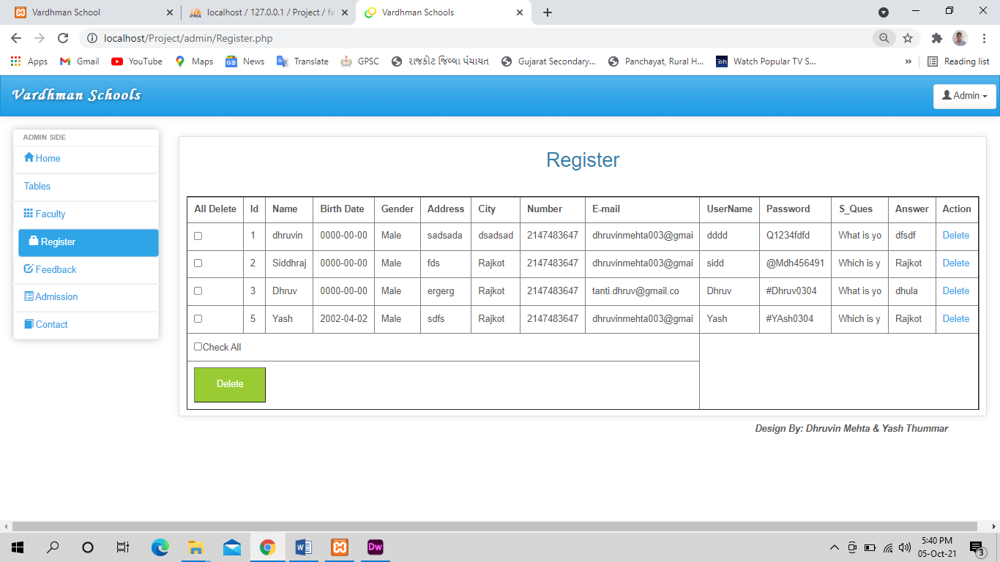 Vardhman School
localhost / 127.0.0.1 / Project / fa
Vardhman Schools
localhost/Project/admin/Register.php
Apps Gmail YouTube Maps News Translate GPSC રાજકોટ જિલ્લા પંચાયત Gujarat Secondary... Panchayat, Rural H... Watch Popular TV S... » Reading list
Vardhman Schools
Admin
ADMIN SIDE
Home
Tables
Faculty
Register
Feedback
Admission
Contact
Register
All Delete Id Name Birth Date Gender Address City Number E-mail UserName Password S_Ques Answer Action
1 dhruvin 0000-00-00 Male sadsada dsadsad 2147483647 dhruvinmehta003@gmai dddd Q1234fdfd What is yo dfsdf Delete
2 Siddhraj 0000-00-00 Male fds Rajkot 2147483647 dhruvinmehta003@gmai sidd @Mdh456491 Which is y Rajkot Delete
3 Dhruv 0000-00-00 Male ergerg Rajkot 2147483647 tanti.dhruv@gmail.co Dhruv #Dhruv0304 What is yo dhula Delete
5 Yash 2002-04-02 Male sdfs Rajkot 2147483647 dhruvinmehta003@gmai Yash #YAsh0304 Which is y Rajkot Delete
Check All
Delete
Design By: Dhruvin Mehta & Yash Thummar
5:40 PM
05-Oct-21
3